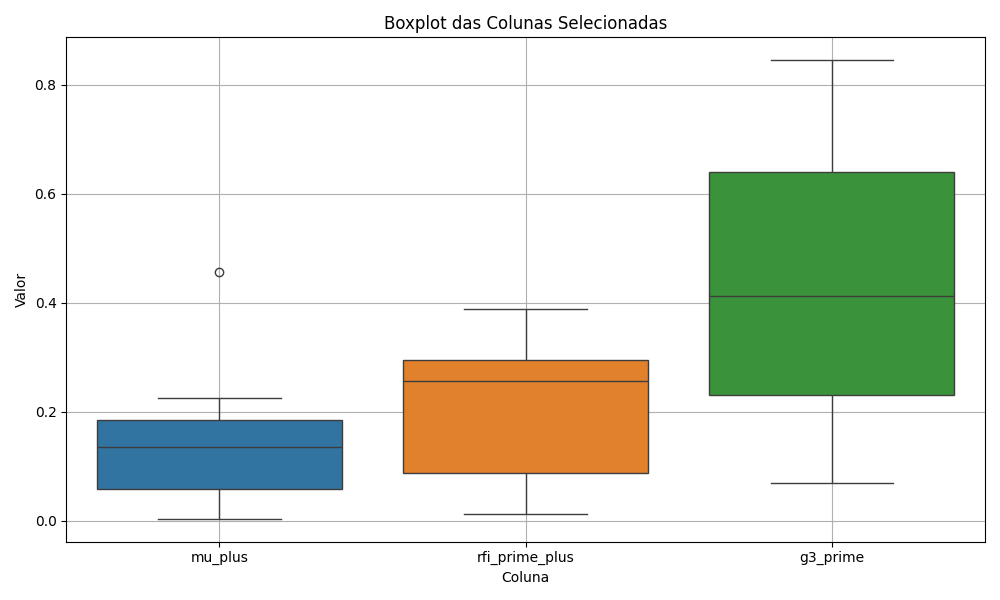 Boxplot das Colunas Selecionadas
Valor
0.8
0.6
0.4
0.2
0.0
mu_plus
rfi_prime_plus
g3_prime
Coluna